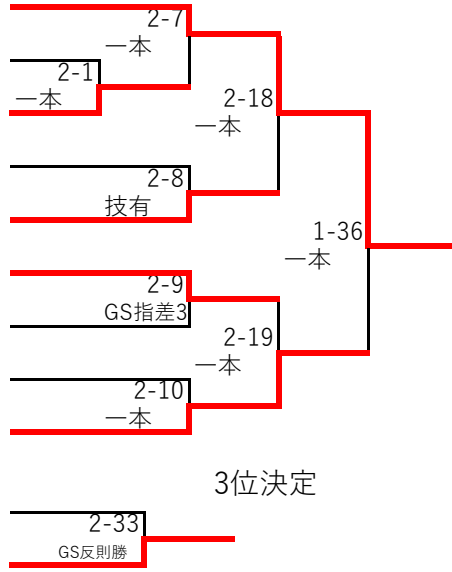 2-7
一本
2-1
一本
2-18
一本
2-8
技有
1-36
一本
2-9
GS指差3
2-19
一本
2-10
一本
3位決定
2-33
GS反則勝